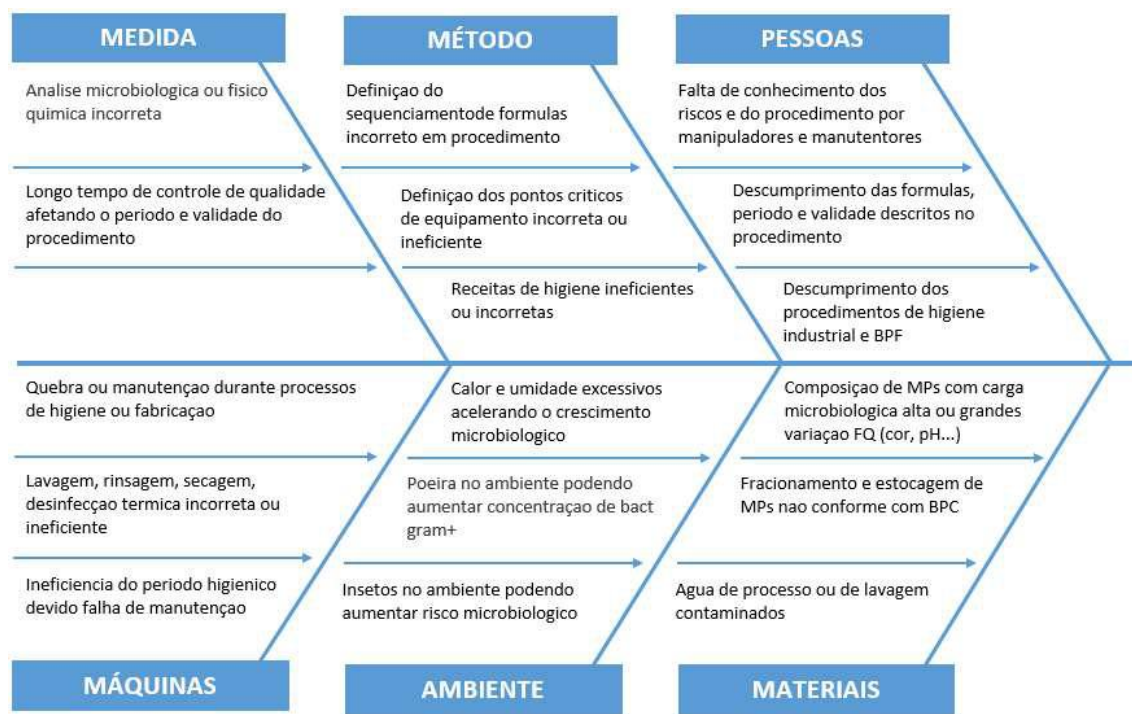 MEDIDA
MÉTODO
PESSOAS
Analise microbiologica ou fisico
quimica incorreta
Definiçao do
sequenciamentode formulas
incorreto em procedimento
Falta de conhecimento dos
riscos e do procedimento por
manipuladores e manutentores
Longo tempo de controle de qualidade
afetando o periodo e validade do
procedimento
Definiçao dos pontos criticos
de equipamento incorreta ou
ineficiente
Descumprimento das formulas,
periodo e validade descritos no
procedimento
Receitas de higiene ineficientes
ou incorretas
Descumprimento dos
procedimentos de higiene
industrial e BPF
Quebra ou manutençao durante processos
de higiene ou fabricaçao
Calor e umidade excessivos
acelerando o crescimento
microbiologico
Composiçao de MPs com carga
microbiologica alta ou grandes
variaçao FQ (cor, pH...)
Lavagem, rinsagem, secagem,
desinfecçao termica incorreta ou
ineficiente
Poeira no ambiente podendo
aumentar concentraçao de bact
gram+
Fracionamento e estocagem de
MPs nao conforme com BPC
Ineficiencia do periodo higienico
devido falha de manutençao
Insetos no ambiente podendo
aumentar risco microbiologico
Agua de processo ou de lavagem
contaminados
MÁQUINAS
AMBIENTE
MATERIAIS